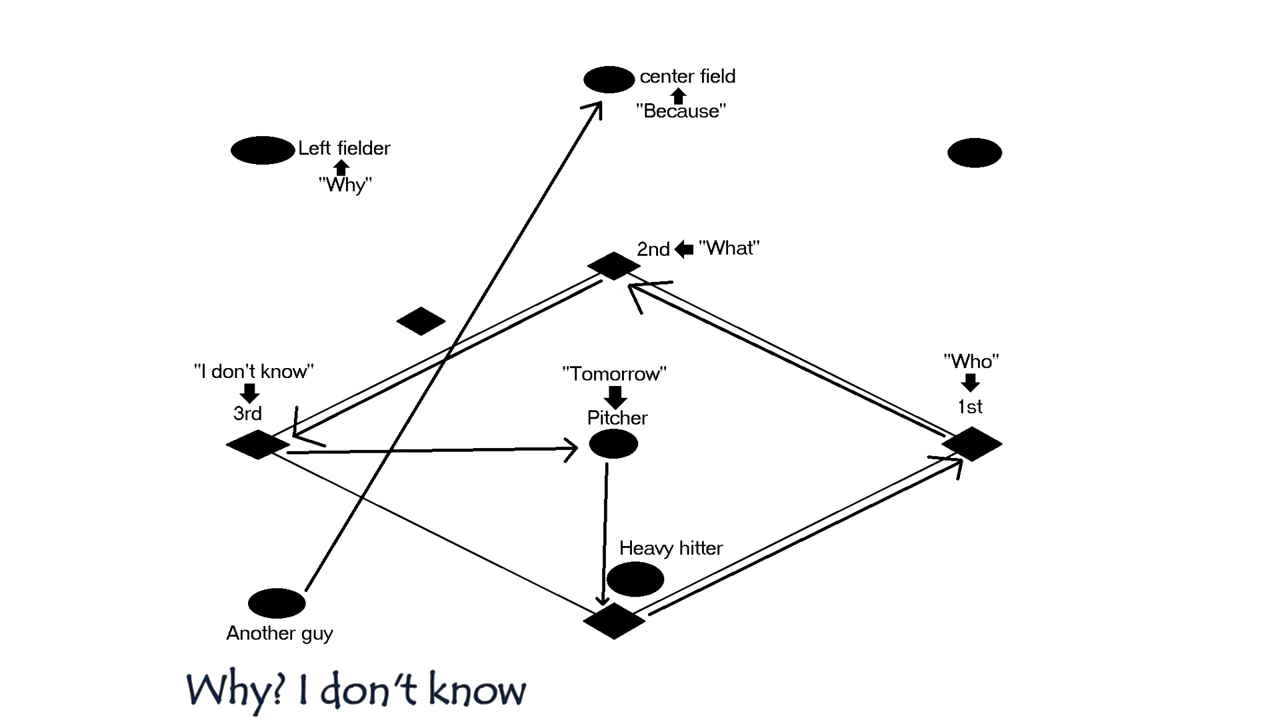 center field
"Because"
Left fielder
"Why"
2nd "What"
"I don't know"
3rd
"Tomorrow"
Pitcher
"Who"
1st
Heavy hitter
Another guy
Why? I don't know